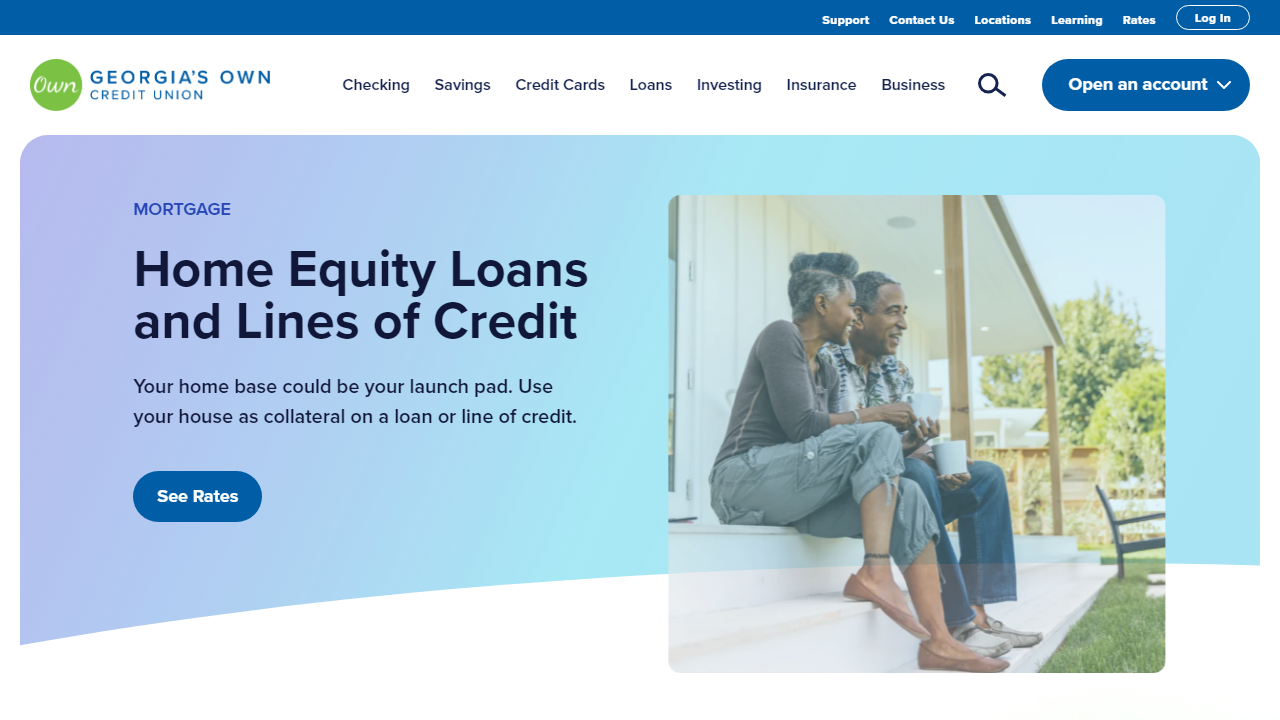 Support Contact Us Locations Learning Rates Log In
Own GEORGIA'S OWN
CREDIT UNION
Checking Savings Credit Cards Loans Investing Insurance Business Open an account
MORTGAGE
Home Equity Loans
and Lines of Credit
Your home base could be your launch pad. Use
your house as collateral on a loan or line of credit.
See Rates